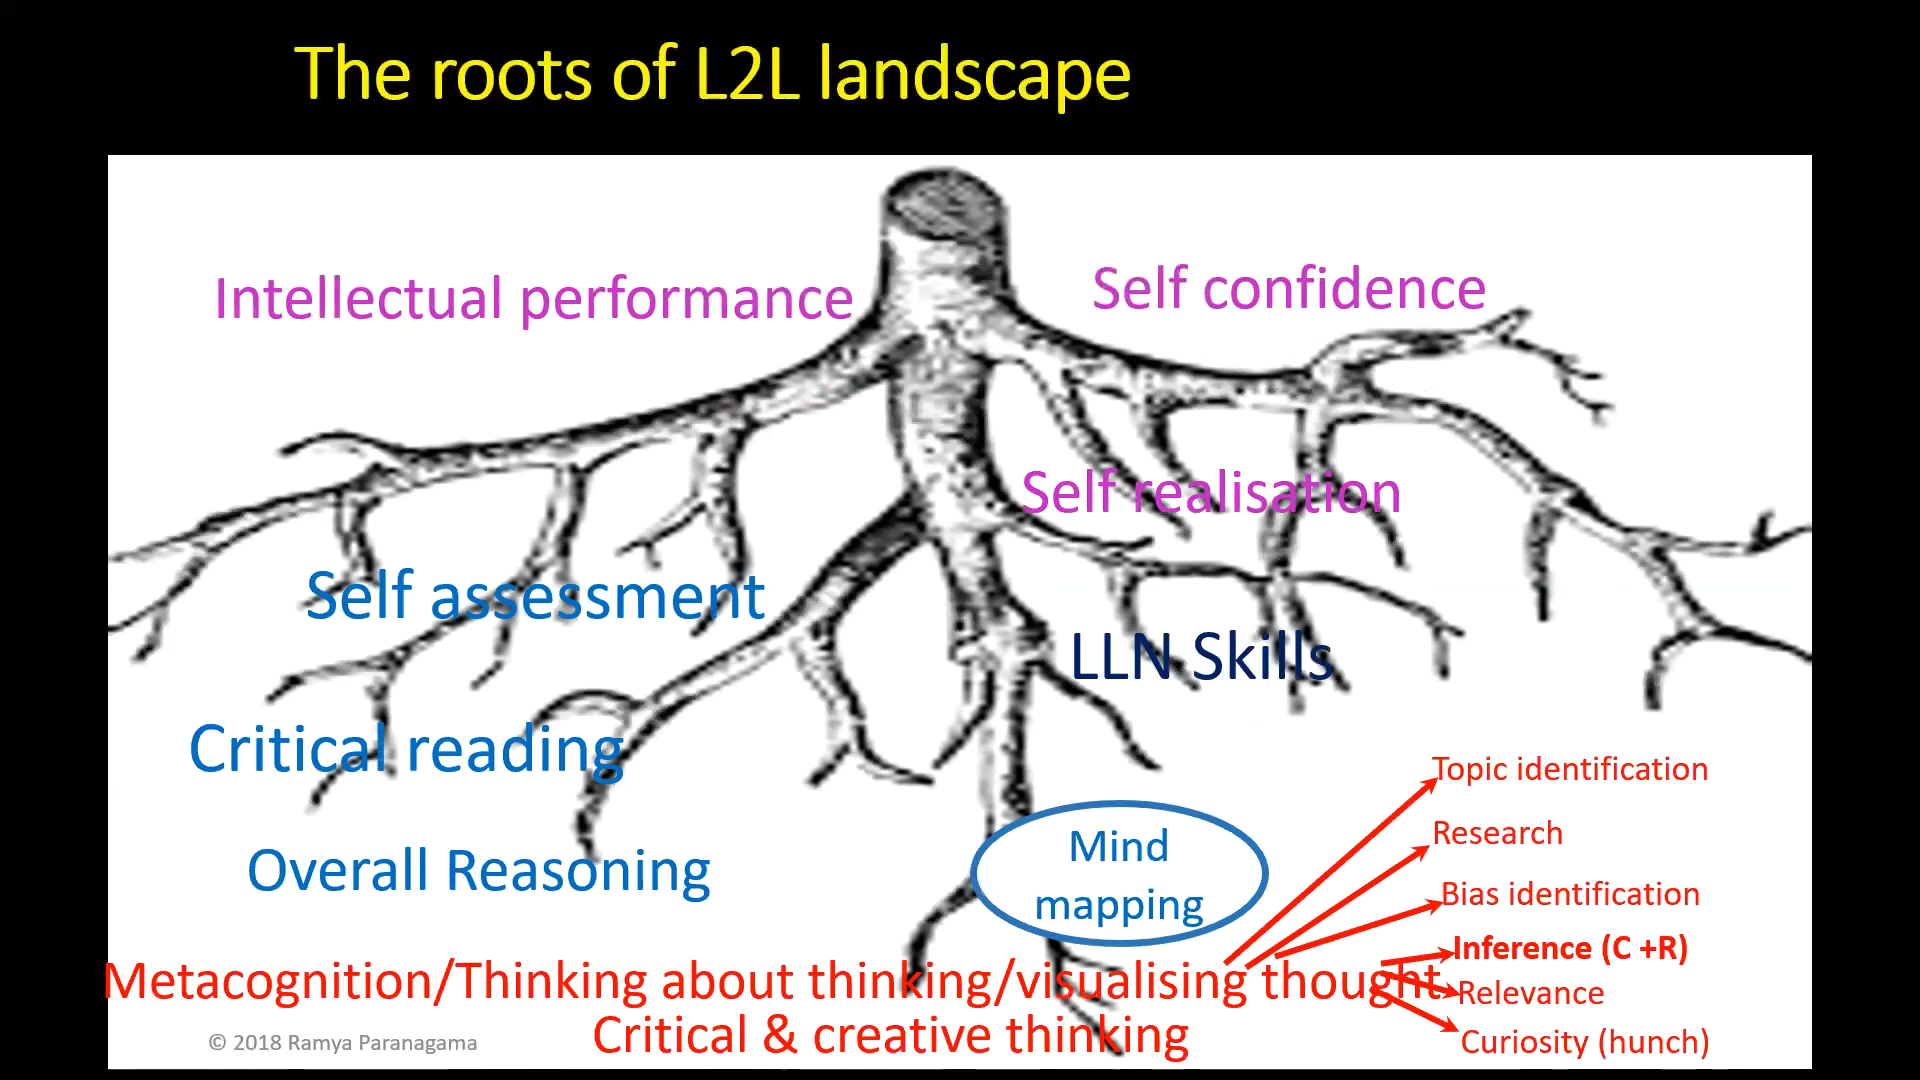 The roots of L2L landscape
Intellectual performance
Self confidence
Self realisation
Self assessment
LLN Skills
Critical reading
Overall Reasoning
Mind
mapping
Topic identification
Research
Bias identification
Inference (C +R)
Relevance
Curiosity (hunch)
Metacognition/Thinking about thinking/visualising thought
Critical & creative thinking
© 2018 Ramya Paranagama